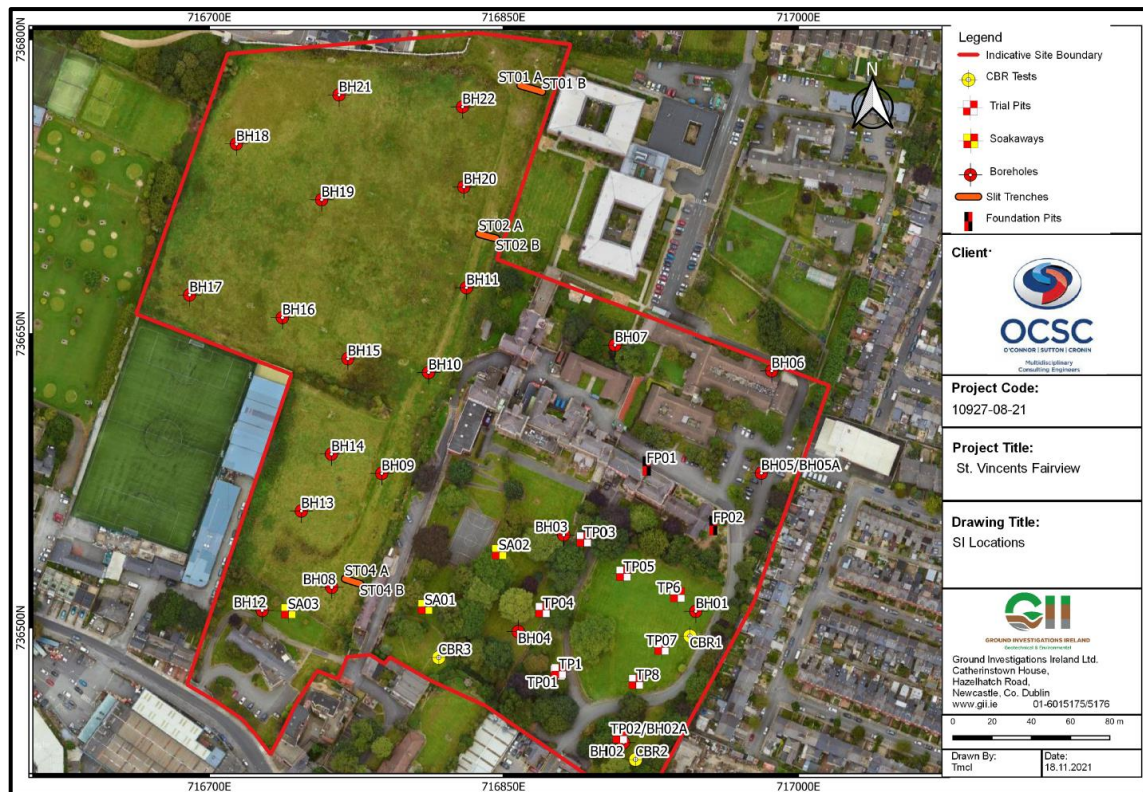 716700E
716850E
717000E
736800N
736650N
736500N
ST01 A
ST01 B
BH21
BH22
BH18
BH20
BH19
ST02 A
ST02 B
BH11
BH17
BH16
BH07
BH15
BH10
BH06
BH14
BH09
FP01
BH05/BH05A
BH13
FP02
BH03
TP03
SA02
TP05
ST04 A
ST04 B
BH08
TP6
BH12
SA03
SA01
TP04
BH01
BH04
TP07
CBR1
CBR3
TP1
TP01
TP8
TP02/BH02A
BH02
CBR2
N
716700E
716850E
717000E
Legend
Indicative Site Boundary
CBR Tests
Trial Pits
Soakaways
Boreholes
Slit Trenches
Foundation Pits
Client:
OCSC
O'CONNOR | SUTTON | CRONIN
Multidisciplinary
Consulting Engineers
Project Code:
10927-08-21
Project Title:
St. Vincents Fairview
Drawing Title:
SI Locations
GII
GROUND INVESTIGATIONS IRELAND
Geotechnical & Environmental
Ground Investigations Ireland Ltd.
Catherinstown House,
Hazelhatch Road,
Newcastle, Co. Dublin
www.gii.ie 01-6015175/5176
0 20 40 60 80 m
Drawn By:
Tmcl
Date:
18.11.2021